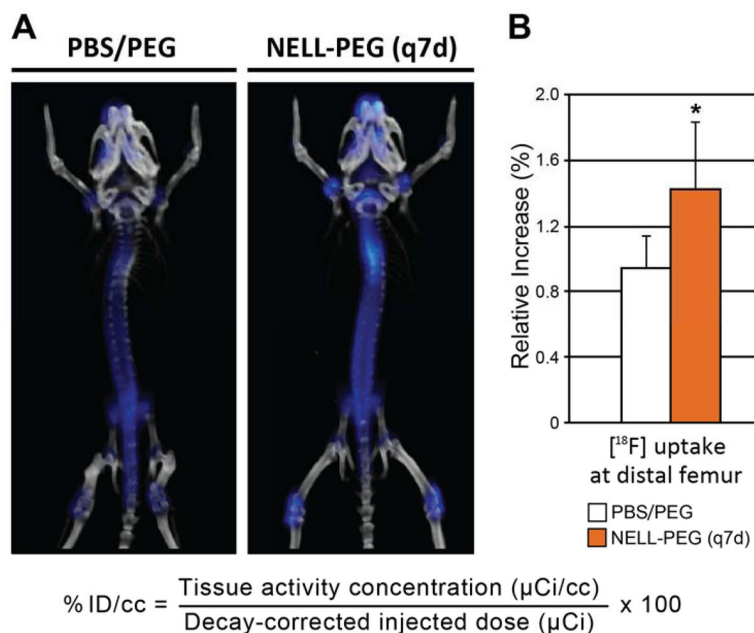 A
PBS/PEG
NELL-PEG (q7d)
B
Relative Increase (%)
2.0
*
1.6
1.2
0.8
0.4
0
[¹⁸F] uptake
at distal femur
PBS/PEG
NELL-PEG (q7d)
% ID/cc = Tissue activity concentration (µCi/cc) x 100
Decay-corrected injected dose (µCi)